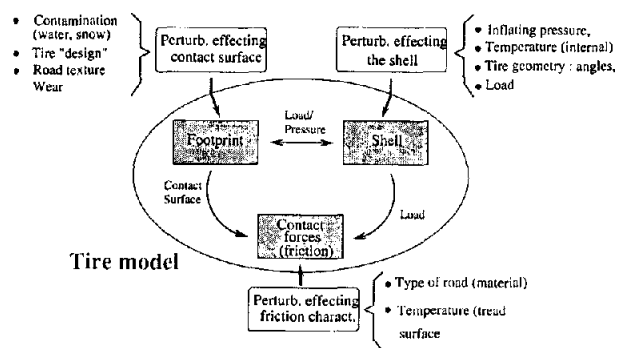 • Contamination
(water, snow)
• Tire "design"
• Road texture
Wear
Perturb. effecting
contact surface
Perturb. effecting
the shell
• Inflating pressure,
• Temperature (internal)
• Tire geometry : angles,
• Load
Load/
Pressure
Footprint
Shell
Contact
Surface
Load
Contact
forces
(friction)
Tire model
Perturb. effecting
friction charact.
• Type of road (material)
• Temperature (tread
surface